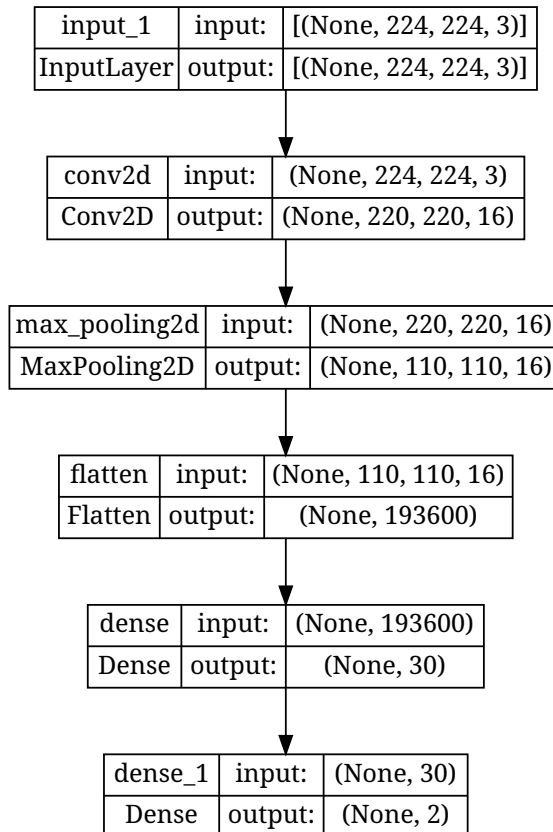 input_1 input: [(None, 224, 224, 3)]
InputLayer output: [(None, 224, 224, 3)]
conv2d input: (None, 224, 224, 3)
Conv2D output: (None, 220, 220, 16)
max_pooling2d input: (None, 220, 220, 16)
MaxPooling2D output: (None, 110, 110, 16)
flatten input: (None, 110, 110, 16)
Flatten output: (None, 193600)
dense input: (None, 193600)
Dense output: (None, 30)
dense_1 input: (None, 30)
Dense output: (None, 2)